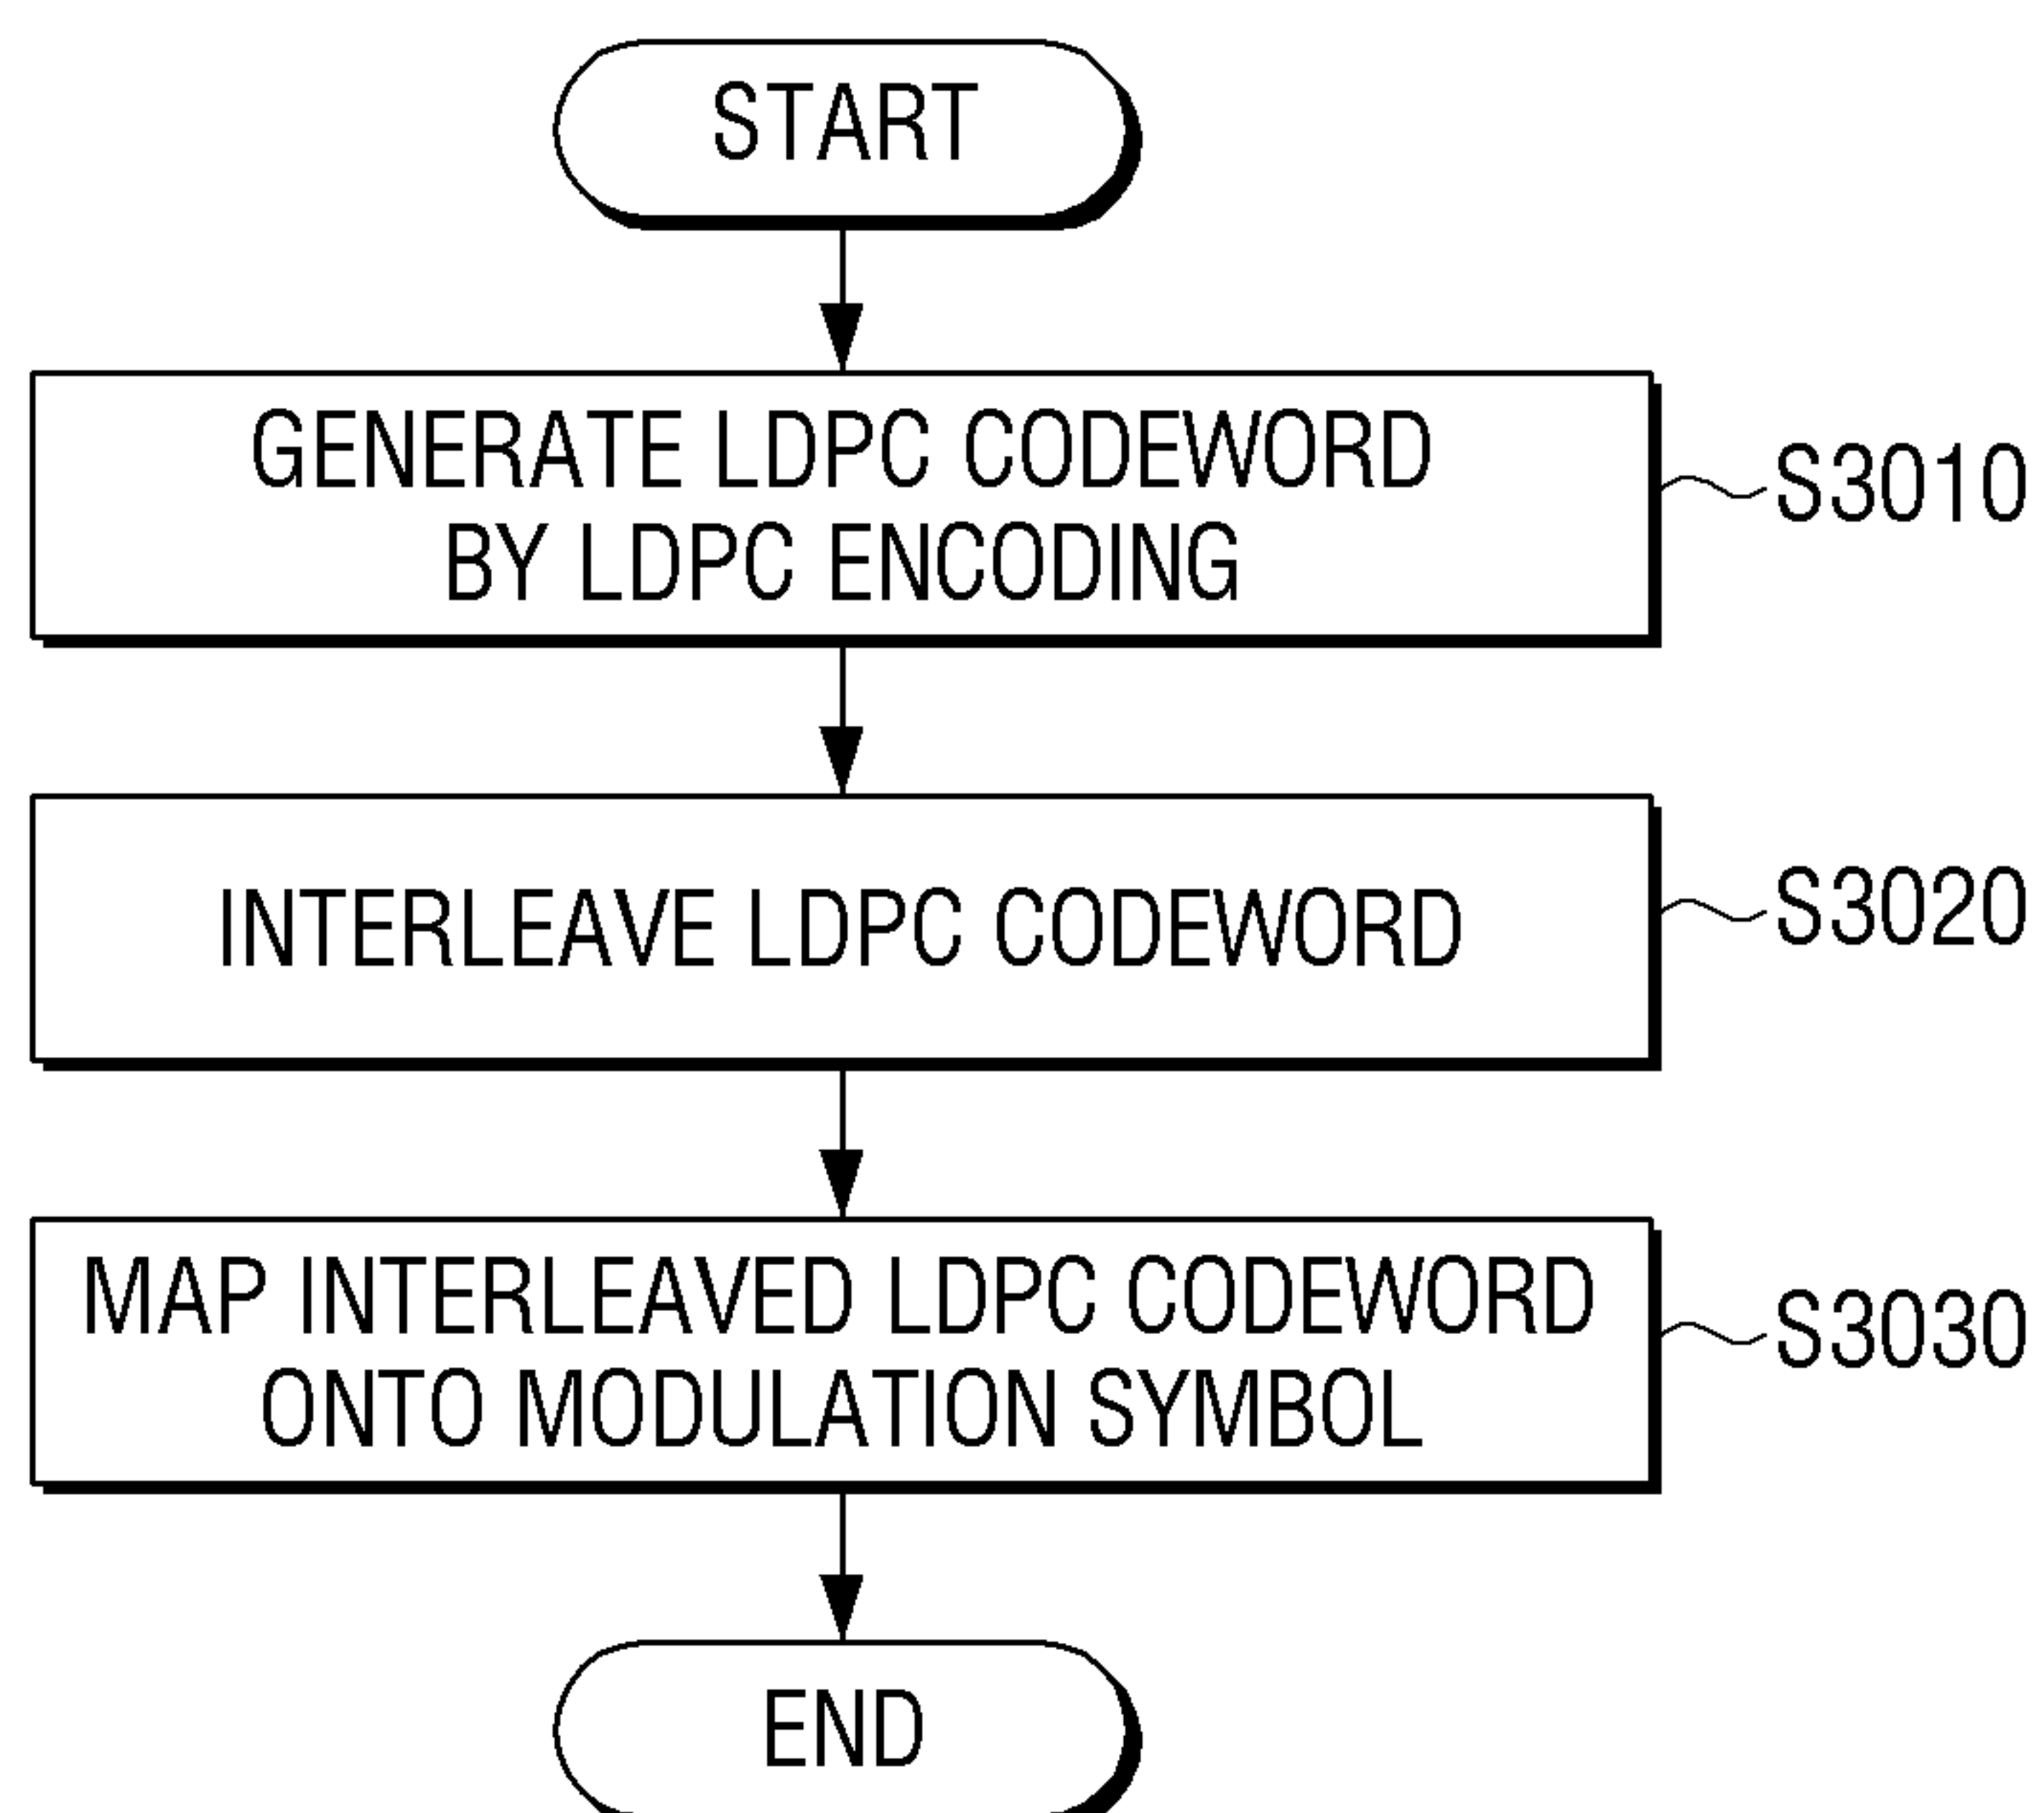 START
GENERATE LDPC CODEWORD
BY LDPC ENCODING
S3010
INTERLEAVE LDPC CODEWORD
S3020
MAP INTERLEAVED LDPC CODEWORD
ONTO MODULATION SYMBOL
S3030
END